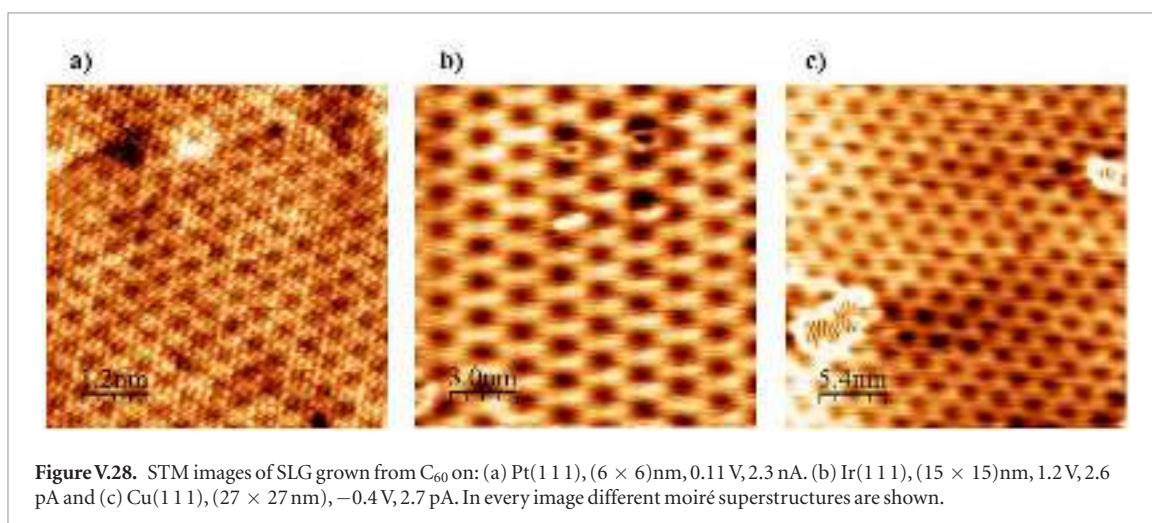 a)
b)
c)
1.2nm
3.0nm
5.4nm
Figure V.28. STM images of SLG grown from C₆₀ on: (a) Pt(1 1 1), (6 × 6)nm, 0.11 V, 2.3 nA. (b) Ir(1 1 1), (15 × 15)nm, 1.2 V, 2.6
pA and (c) Cu(1 1 1), (27 × 27 nm), −0.4 V, 2.7 pA. In every image different moiré superstructures are shown.